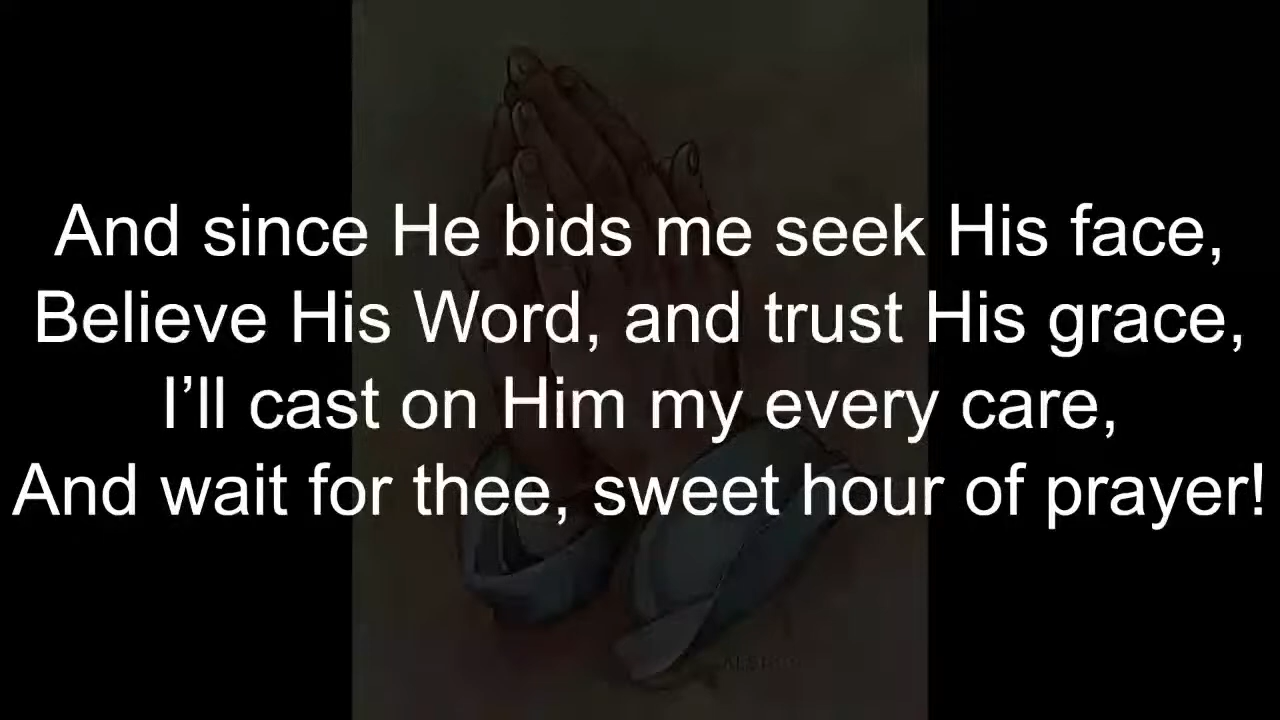 And since He bids me seek His face,
Believe His Word, and trust His grace,
I’ll cast on Him my every care,
And wait for thee, sweet hour of prayer!